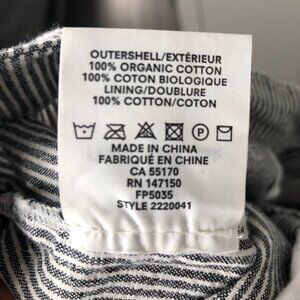 OUTERSHELL/EXTÉRIEUR
100% ORGANIC COTTON
100% COTON BIOLOGIQUE
LINING/DOUBLURE
100% COTTON/COTON
P
MADE IN CHINA
FABRIQUÉ EN CHINE
CA 55170
RN 147150
FP5035
STYLE 2220041